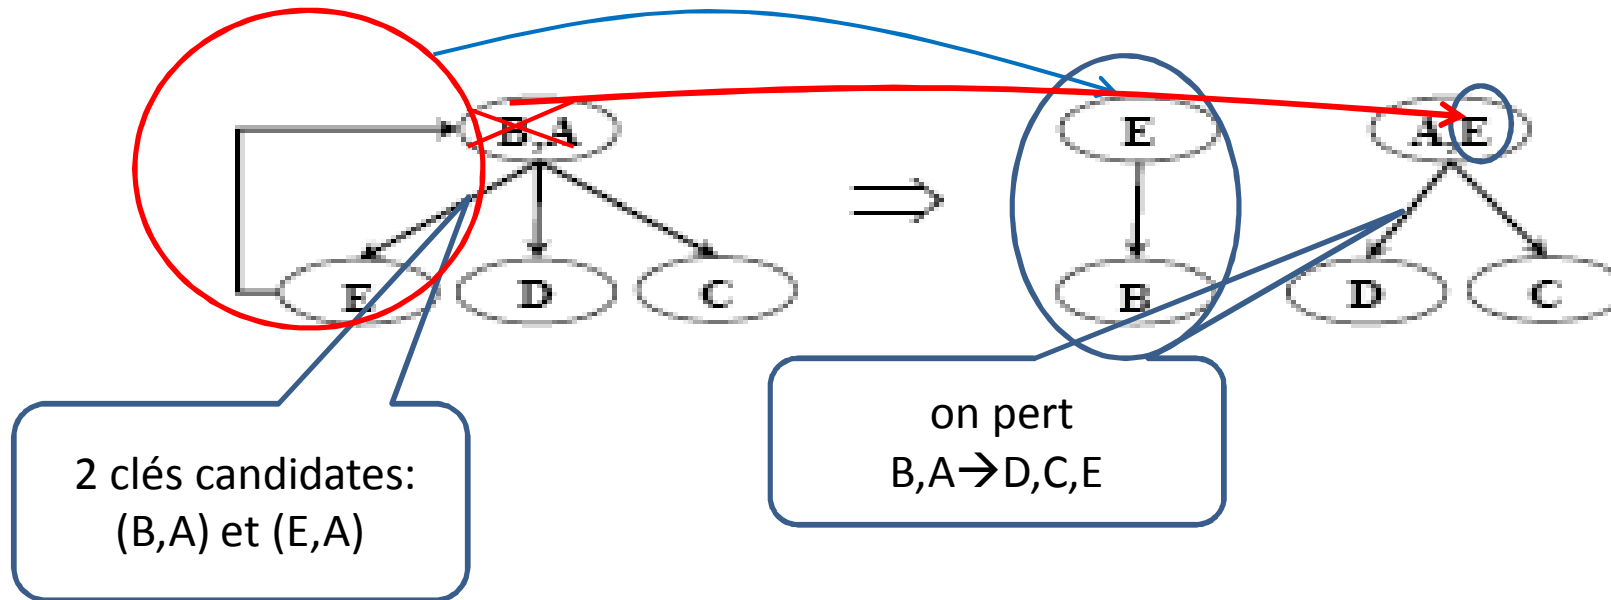 B,A
E
A,E
E
D
C
B
D
C
2 clés candidates:
(B,A) et (E,A)
on pert
B,A→D,C,E